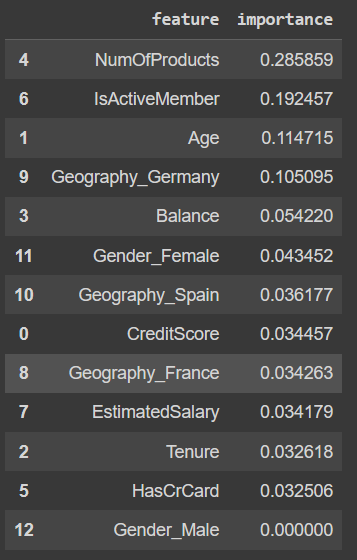 feature importance
4 NumOfProducts 0.285859
6 IsActiveMember 0.192457
1 Age 0.114715
9 Geography_Germany 0.105095
3 Balance 0.054220
11 Gender_Female 0.043452
10 Geography_Spain 0.036177
0 CreditScore 0.034457
8 Geography_France 0.034263
7 EstimatedSalary 0.034179
2 Tenure 0.032618
5 HasCrCard 0.032506
12 Gender_Male 0.000000